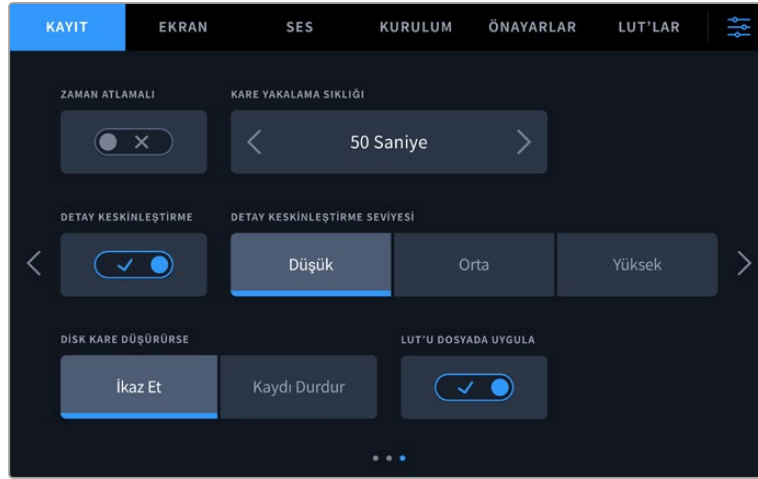 KAYIT EKRAN SES KURULUM ÖNAYARLAR LUT'LAR
ZAMAN ATLAMALI KARE YAKALAMA SIKLIĞI
50 Saniye
DETAY KESKİNLEŞTİRME DETAY KESKİNLEŞTİRME SEVİYESİ
Düşük Orta Yüksek
DİSK KARE DÜŞÜRÜRSE LUT'U DOSYADA UYGULA
İkaz Et Kaydı Durdur